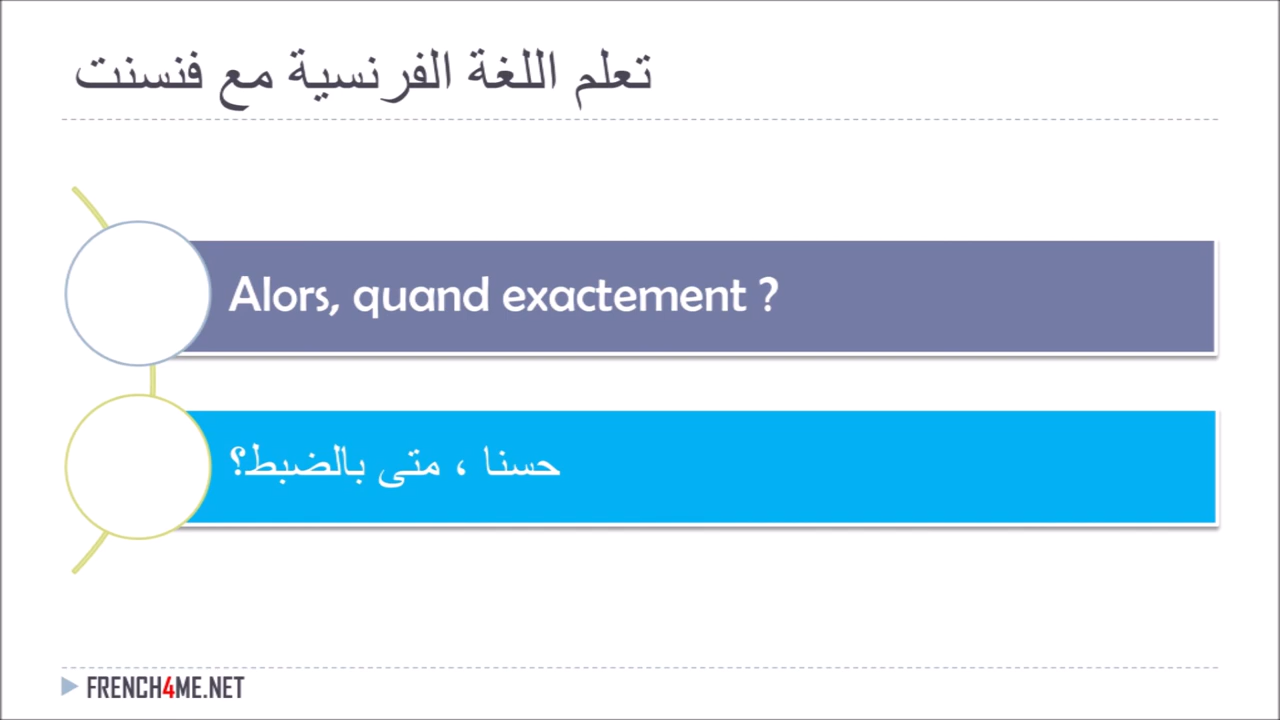 تعلم اللغة الفرنسية مع فنسنت
Alors, quand exactement ?
حسنا ، متى بالضبط؟
FRENCH4ME.NET